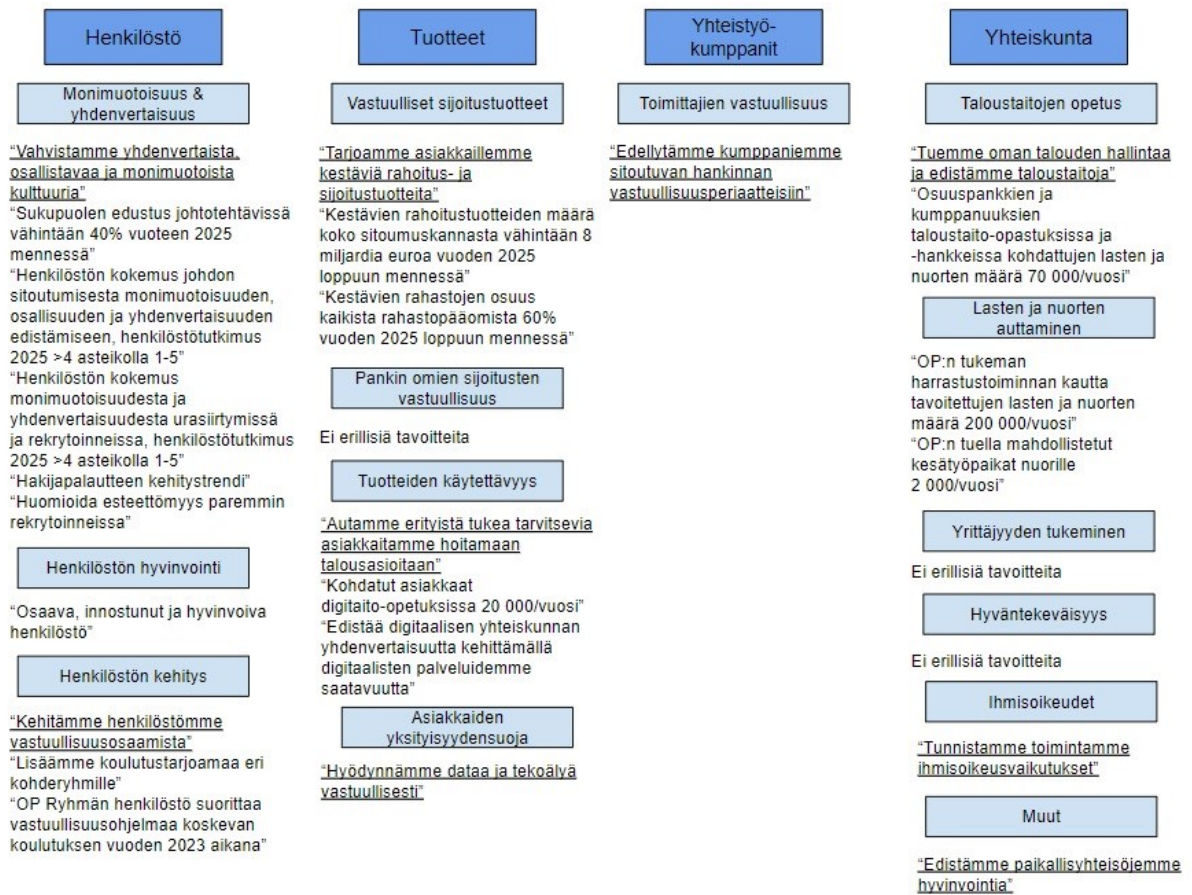 Henkilöstö
Monimuotoisuus &
yhdenvertaisuus
“Vahvistamme yhdenvertaista,
osallistavaa ja monimuotoista
kulttuuria”
“Sukupuolen edustus johtotehtävissä
vähintään 40% vuoteen 2025
mennessä”
“Henkilöstön kokemus johdon
sitoutumisesta monimuotoisuuden,
osallisuuden ja yhdenvertaisuuden
edistämiseen, henkilöstötutkimus
2025 >4 asteikolla 1-5”
“Henkilöstön kokemus
monimuotoisuudesta ja
yhdenvertaisuudesta urasiirtymissä
ja rekrytoinneissa, henkilöstötutkimus
2025 >4 asteikolla 1-5”
“Hakijapalautteen kehitystrendi”
“Huomioida esteettömyys paremmin
rekrytoinneissa”
Henkilöstön hyvinvointi
“Osaava, innostunut ja hyvinvoiva
henkilöstö”
Henkilöstön kehitys
“Kehitämme henkilöstömme
vastuullisuusosaamista”
“Lisäämme koulutustarjoamaa eri
kohderyhmille”
“OP Ryhmän henkilöstö suorittaa
vastuullisuusohjelmaa koskevan
koulutuksen vuoden 2023 aikana”
Tuotteet
Vastuulliset sijoitustuotteet
“Tarjoamme asiakkaillemme
kestäviä rahoitus- ja
sijoitustuotteita”
“Kestävien rahoitustuotteiden määrä
koko sitoumuskannasta vähintään 8
miljardia euroa vuoden 2025
loppuun mennessä”
“Kestävien rahastojen osuus
kaikista rahastopääomista 60%
vuoden 2025 loppuun mennessä”
Pankin omien sijoitusten
vastuullisuus
Ei erillisiä tavoitteita
Tuotteiden käytettävyys
“Autamme erityistä tukea tarvitsevia
asiakkaitamme hoitamaan
talousasioitaan”
“Kohdatut asiakkaat
digitaito-opetuksissa 20 000/vuosi”
“Edistää digitaalisen yhteiskunnan
yhdenvertaisuutta kehittämällä
digitaalisten palveluidemme
saatavuutta”
Asiakkaiden
yksityisyydensuoja
“Hyödynnämme dataa ja tekoälyä
vastuullisesti”
Yhteistyö-
kumppanit
Toimittajien vastuullisuus
“Edellytämme kumppaniemme
sitoutuvan hankinnan
vastuullisuusperiaatteisiin”
Yhteiskunta
Taloustaitojen opetus
“Tuemme oman talouden hallintaa
ja edistämme taloustaitoja”
“Osuuspankkien ja
kumppanuuksien
taloustaito-opastuksissa ja
-hankkeissa kohdattujen lasten ja
nuorten määrä 70 000/vuosi”
Lasten ja nuorten
auttaminen
“OP:n tukeman
harrastustoiminnan kautta
tavoitettujen lasten ja nuorten
määrä 200 000/vuosi”
“OP:n tuella mahdollistetut
kesätyöpaikat nuorille
2 000/vuosi”
Yrittäjyyden tukeminen
Ei erillisiä tavoitteita
Hyväntekeväisyys
Ei erillisiä tavoitteita
Ihmisoikeudet
“Tunnistamme toimintamme
ihmisoikeusvaikutukset”
Muut
“Edistämme paikallisyhteisöjemme
hyvinvointia”